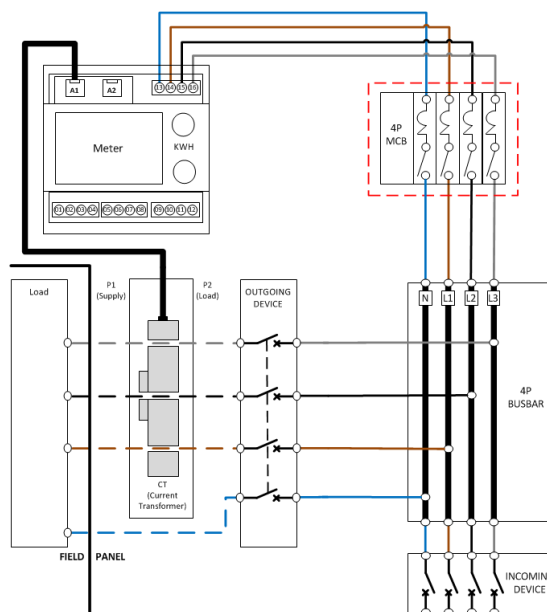 A1
A2
13 14 15 16
Meter
KWH
01 02 03 04 05 06 07 08 09 10 11 12
4P
MCB
Load
P1
(Supply)
P2
(Load)
OUTGOING
DEVICE
N L1 L2 L3
4P
BUSBAR
CT
(Current
Transformer)
FIELD PANEL
INCOMIN
DEVICE